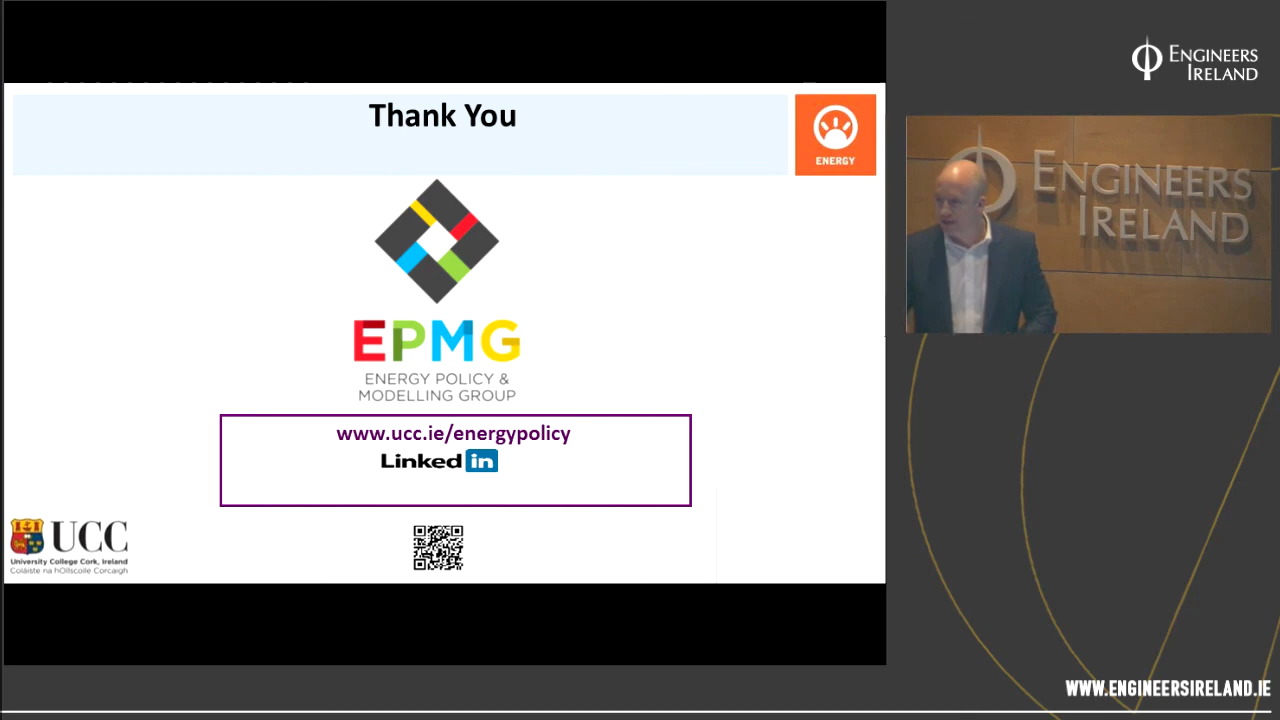 Thank You
ENERGY
EPMG
ENERGY POLICY &
MODELLING GROUP
www.ucc.ie/energypolicy
Linked in
UCC
University College Cork, Ireland
Coláiste na hOllscoile Corcaigh
ENGINEERS
IRELAND
ENGINEERS
IRELAND
WWW.ENGINEERSIRELAND.IE